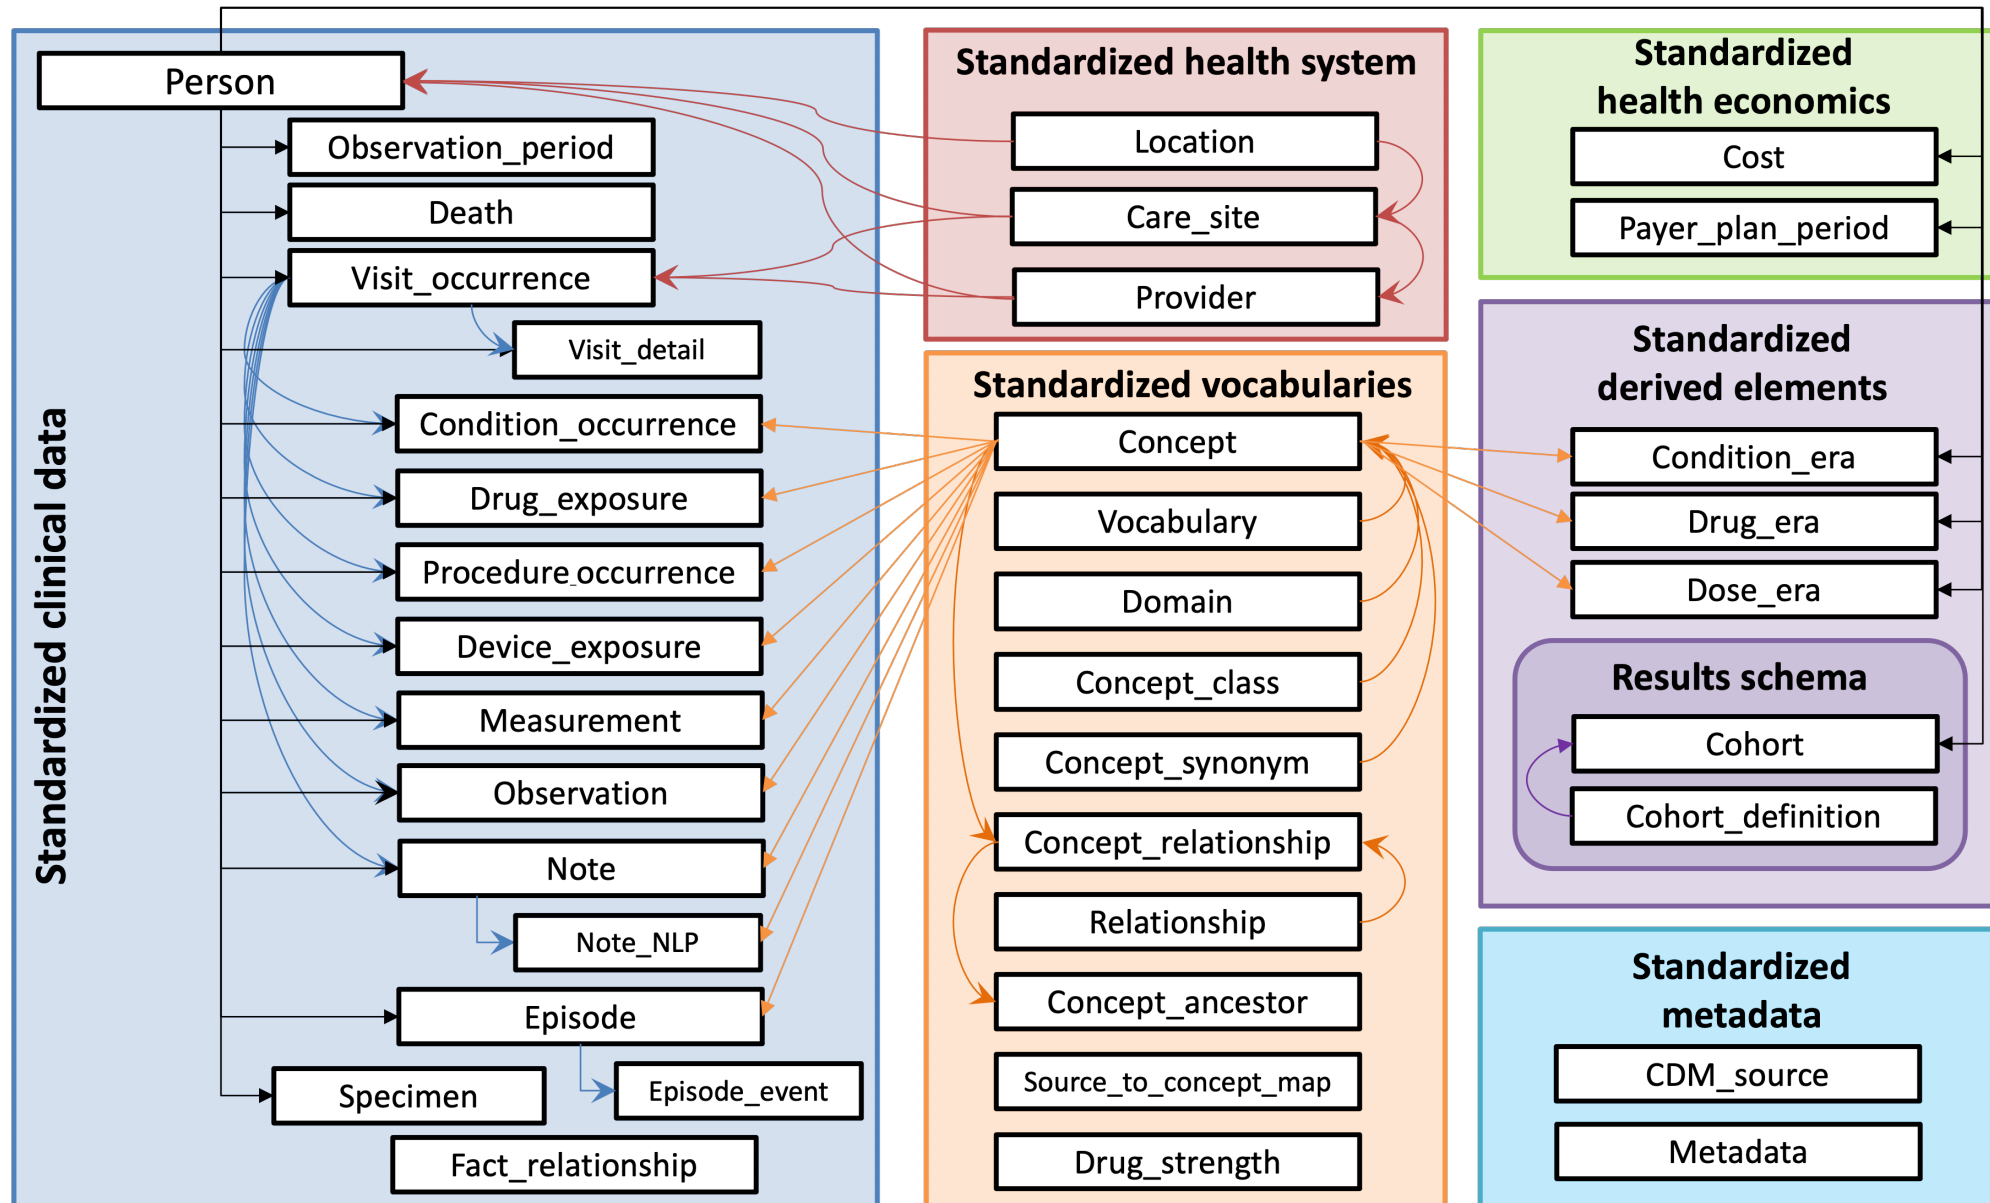 Standardized clinical data
Person
Observation_period
Death
Visit_occurrence
Visit_detail
Condition_occurrence
Drug_exposure
Procedure_occurrence
Device_exposure
Measurement
Observation
Note
Note_NLP
Episode
Specimen
Episode_event
Fact_relationship
Standardized health system
Location
Care_site
Provider
Standardized vocabularies
Concept
Vocabulary
Domain
Concept_class
Concept_synonym
Concept_relationship
Relationship
Concept_ancestor
Source_to_concept_map
Drug_strength
Standardized
health economics
Cost
Payer_plan_period
Standardized
derived elements
Condition_era
Drug_era
Dose_era
Results schema
Cohort
Cohort_definition
Standardized
metadata
CDM_source
Metadata